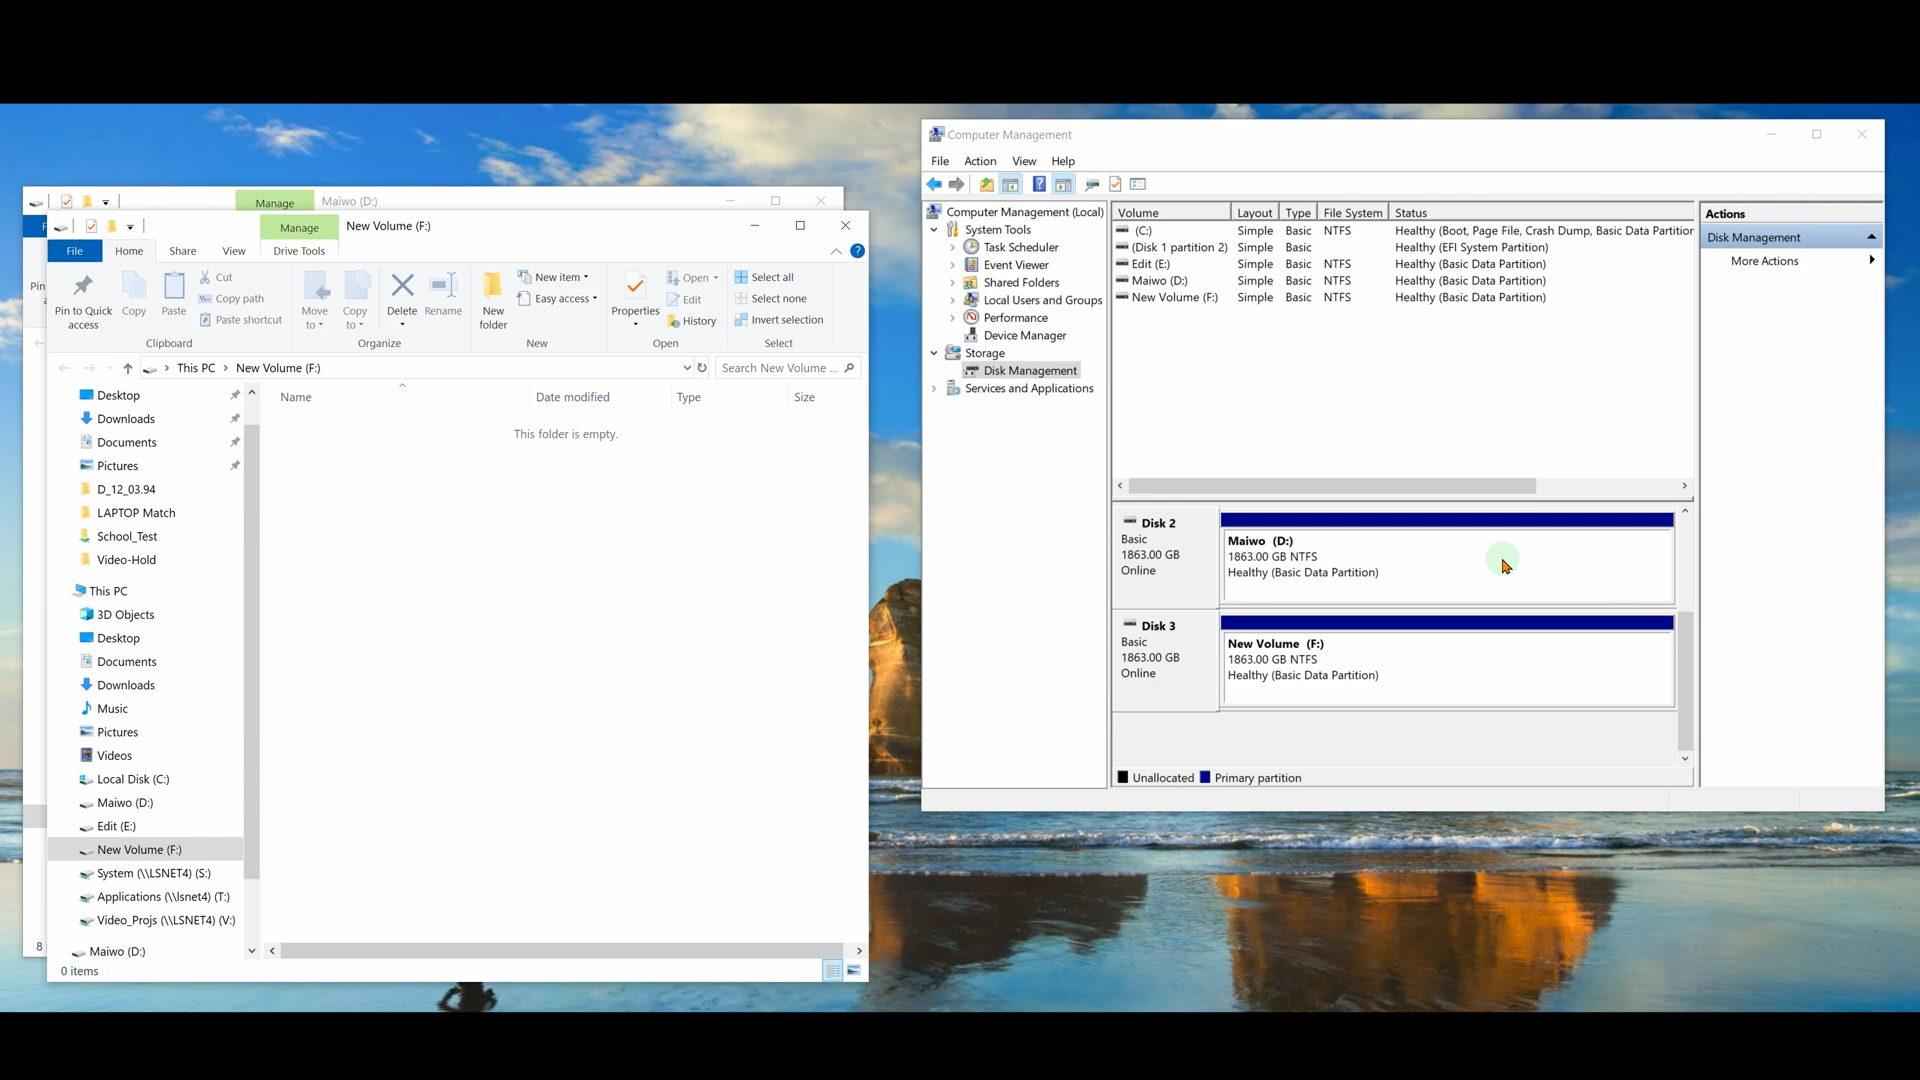 Manage
Maiwo (D:)
Manage
New Volume (F:)
File
Home
Share
View
Drive Tools
Pin to Quick access
Copy
Paste
Cut
Copy path
Paste shortcut
Clipboard
Move to
Copy to
Delete
Rename
Organize
New folder
New item
Easy access
New
Properties
Open
Edit
History
Open
Select all
Select none
Invert selection
Select
This PC > New Volume (F:)
Search New Volume ...
Name
Date modified
Type
Size
This folder is empty.
Desktop
Downloads
Documents
Pictures
D_12_03.94
LAPTOP Match
School_Test
Video-Hold
This PC
3D Objects
Desktop
Documents
Downloads
Music
Pictures
Videos
Local Disk (C:)
Maiwo (D:)
Edit (E:)
New Volume (F:)
System (\\LSNET4) (S:)
Applications (\\lsnet4) (T:)
Video_Projs (\\LSNET4) (V:)
Maiwo (D:)
8
0 items
Computer Management
File Action View Help
Computer Management (Local)
System Tools
Task Scheduler
Event Viewer
Shared Folders
Local Users and Groups
Performance
Device Manager
Storage
Disk Management
Services and Applications
Volume Layout Type File System Status
(C:) Simple Basic NTFS Healthy (Boot, Page File, Crash Dump, Basic Data Partition
(Disk 1 partition 2) Simple Basic Healthy (EFI System Partition)
Edit (E:) Simple Basic NTFS Healthy (Basic Data Partition)
Maiwo (D:) Simple Basic NTFS Healthy (Basic Data Partition)
New Volume (F:) Simple Basic NTFS Healthy (Basic Data Partition)
Disk 2
Basic
1863.00 GB
Online
Maiwo (D:)
1863.00 GB NTFS
Healthy (Basic Data Partition)
Disk 3
Basic
1863.00 GB
Online
New Volume (F:)
1863.00 GB NTFS
Healthy (Basic Data Partition)
Unallocated
Primary partition
Actions
Disk Management
More Actions